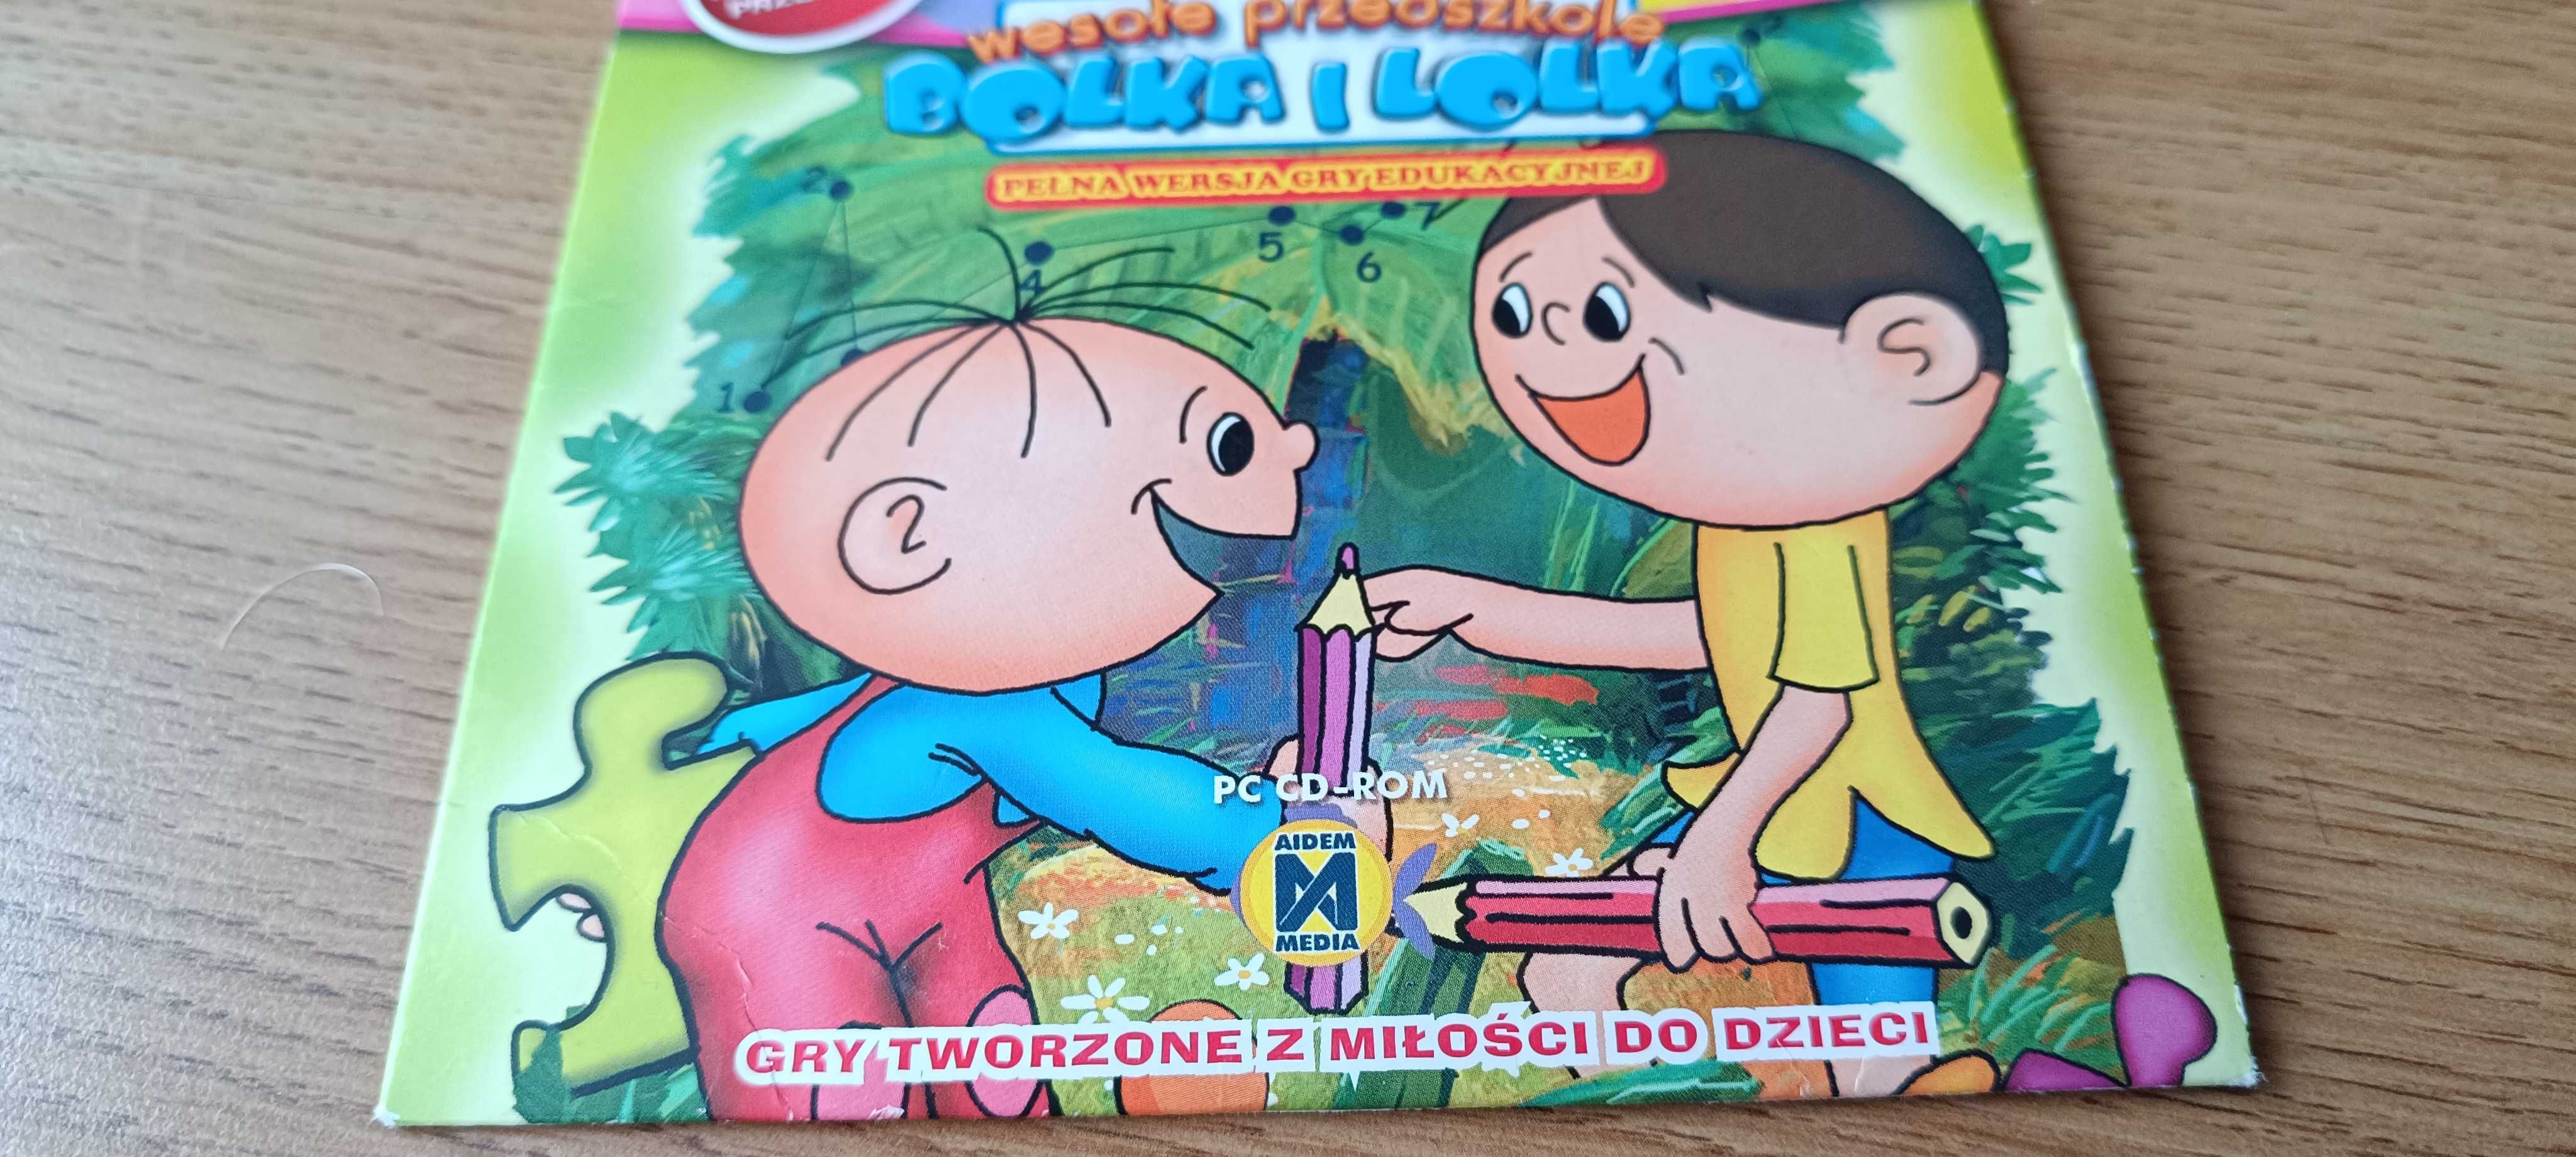 wesołe przedszkole
BOLKA i LOLKA
PEŁNA WERSJA GRY EDUKACYJNEJ
2
7
5
6
4
1
PC CD-ROM
AIDEM
MEDIA
GRY TWORZONE Z MIŁOŚCI DO DZIECI